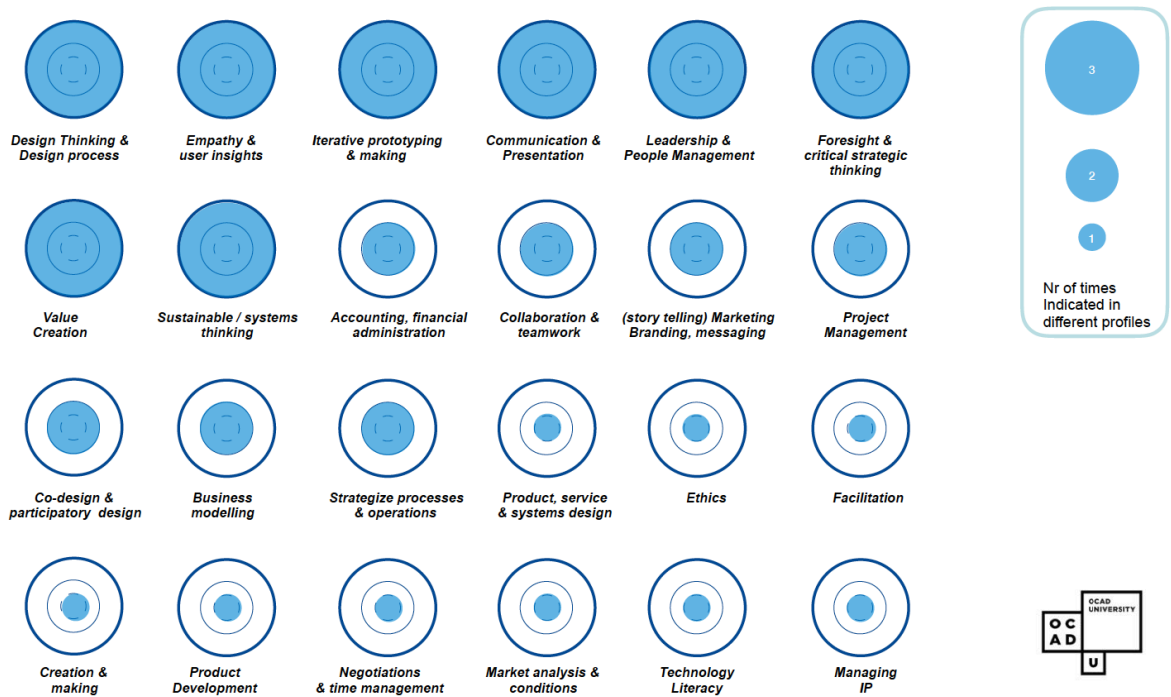 Design Thinking &
Design process
Empathy &
user insights
Iterative prototyping
& making
Communication &
Presentation
Leadership &
People Management
Foresight &
critical strategic
thinking
Value
Creation
Sustainable / systems
thinking
Accounting, financial
administration
Collaboration &
teamwork
(story telling) Marketing
Branding, messaging
Project
Management
Co-design &
participatory design
Business
modelling
Strategize processes
& operations
Product, service
& systems design
Ethics
Facilitation
Creation &
making
Product
Development
Negotiations
& time management
Market analysis &
conditions
Technology
Literacy
Managing
IP
3
2
1
Nr of times
Indicated in
different profiles
OCAD
UNIVERSITY
O C
A D
U